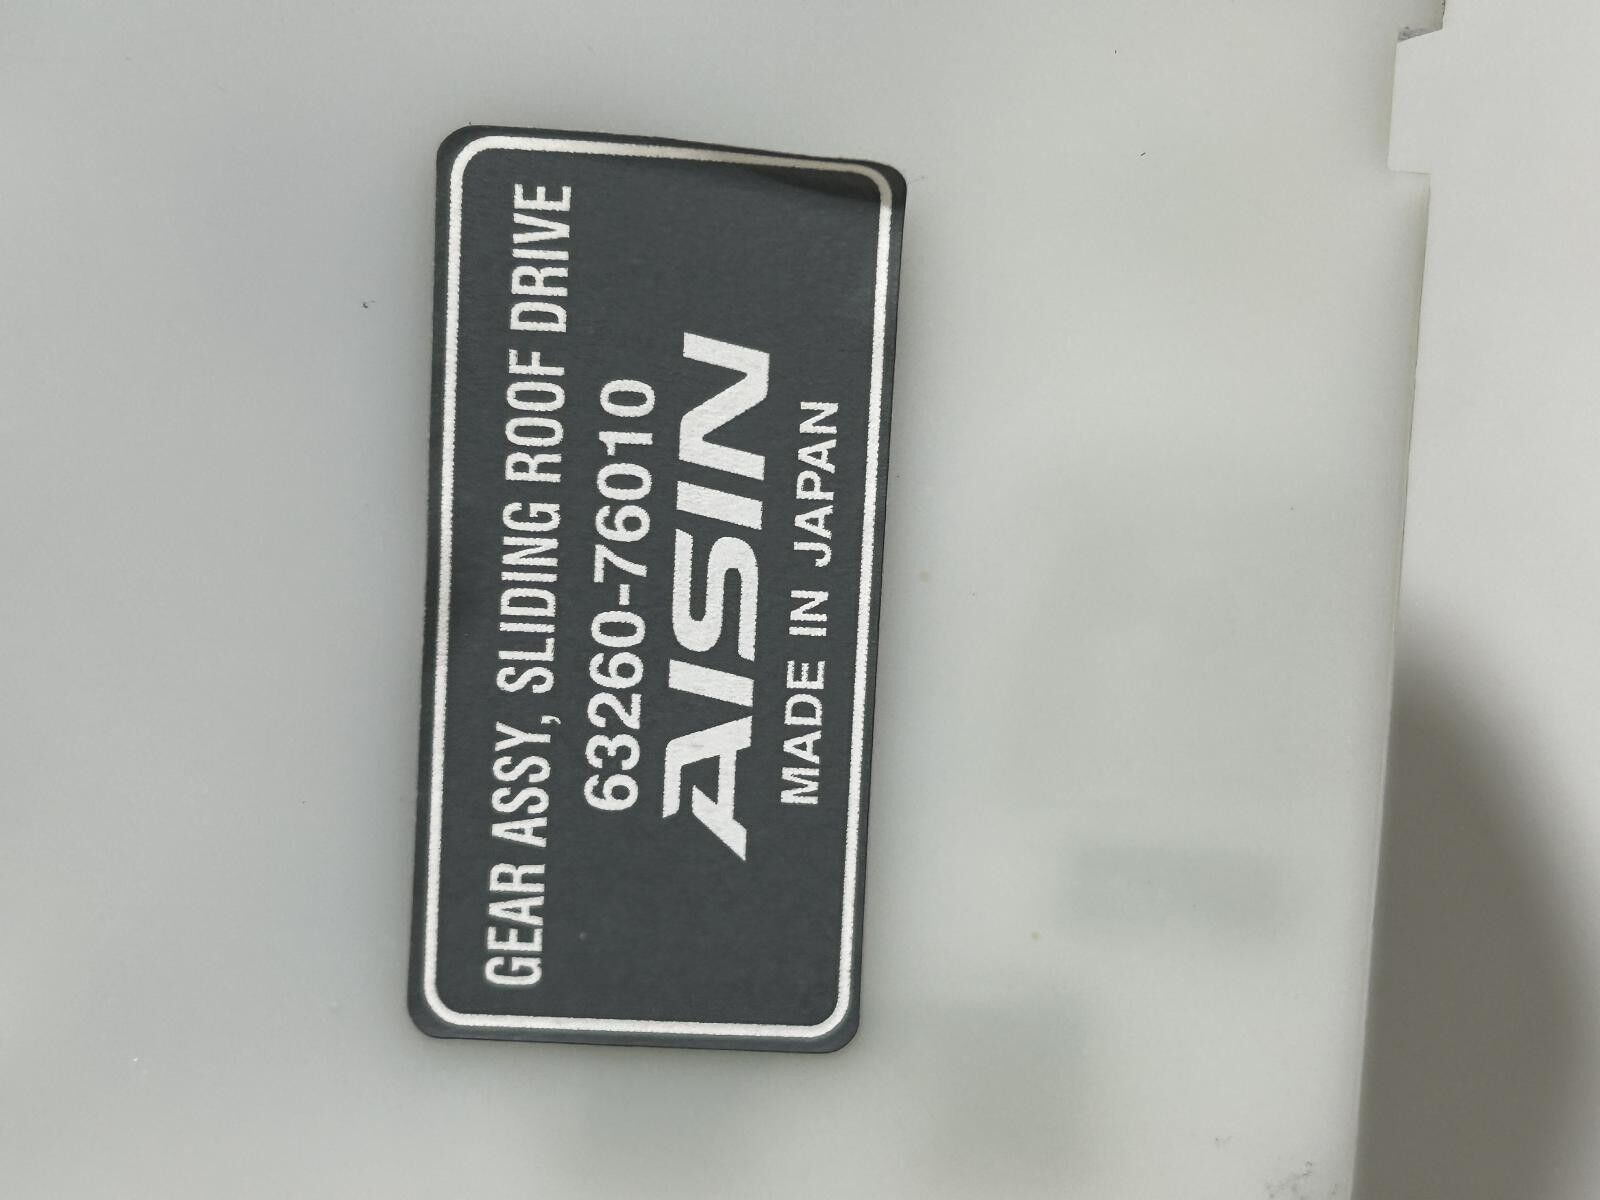 GEAR ASSY, SLIDING ROOF DRIVE
63260-76010
AISIN
MADE IN JAPAN